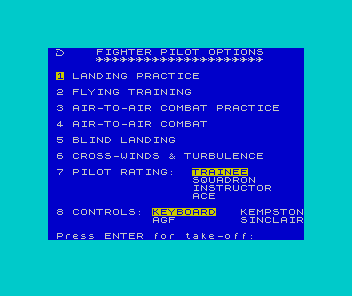 FIGHTER PILOT OPTIONS
1 LANDING PRACTICE
2 FLYING TRAINING
3 AIR-TO-AIR COMBAT PRACTICE
4 AIR-TO-AIR COMBAT
5 BLIND LANDING
6 CROSS-WINDS & TURBULENCE
7 PILOT RATING: TRAINEE
SQUADRON
INSTRUCTOR
ACE
8 CONTROLS: KEYBOARD KEMPSTON
AGF SINCLAIR
Press ENTER for take-off: